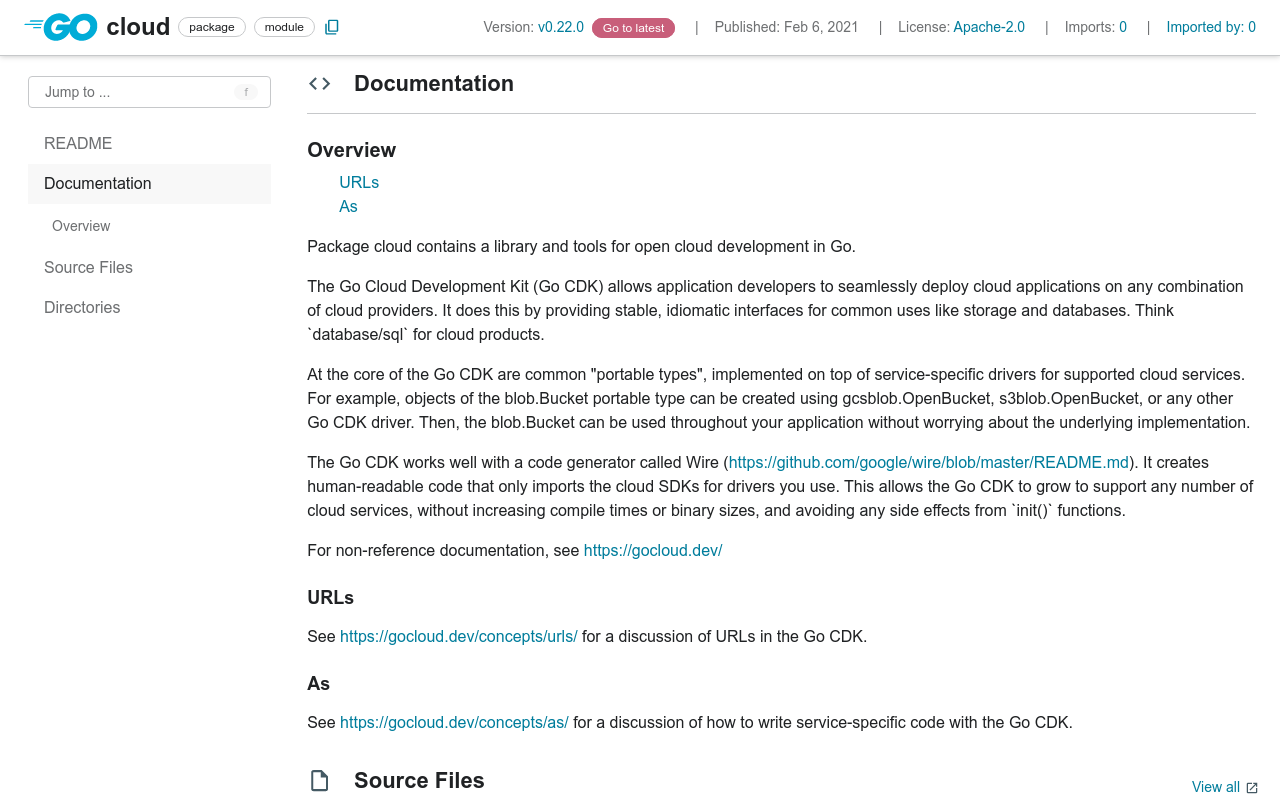 GO cloud package module
Version: v0.22.0 Go to latest | Published: Feb 6, 2021 | License: Apache-2.0 | Imports: 0 | Imported by: 0
Jump to ... f
README
Documentation
Overview
Source Files
Directories
Documentation
Overview
URLs
As
Package cloud contains a library and tools for open cloud development in Go.
The Go Cloud Development Kit (Go CDK) allows application developers to seamlessly deploy cloud applications on any combination
of cloud providers. It does this by providing stable, idiomatic interfaces for common uses like storage and databases. Think
`database/sql` for cloud products.
At the core of the Go CDK are common "portable types", implemented on top of service-specific drivers for supported cloud services.
For example, objects of the blob.Bucket portable type can be created using gcsblob.OpenBucket, s3blob.OpenBucket, or any other
Go CDK driver. Then, the blob.Bucket can be used throughout your application without worrying about the underlying implementation.
The Go CDK works well with a code generator called Wire (https://github.com/google/wire/blob/master/README.md). It creates
human-readable code that only imports the cloud SDKs for drivers you use. This allows the Go CDK to grow to support any number of
cloud services, without increasing compile times or binary sizes, and avoiding any side effects from `init()` functions.
For non-reference documentation, see https://gocloud.dev/
URLs
See https://gocloud.dev/concepts/urls/ for a discussion of URLs in the Go CDK.
As
See https://gocloud.dev/concepts/as/ for a discussion of how to write service-specific code with the Go CDK.
Source Files
View all